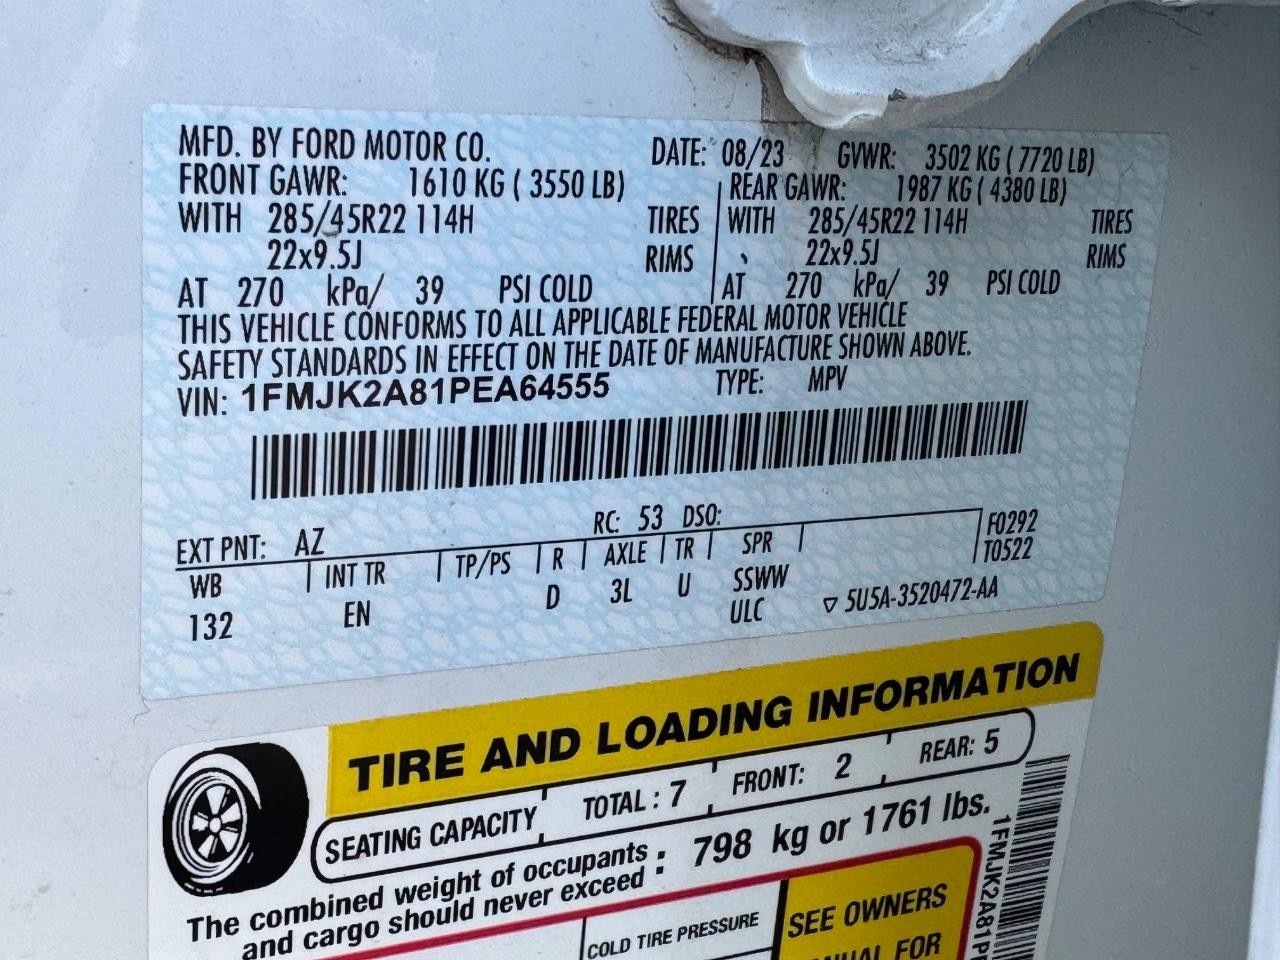 MFD. BY FORD MOTOR CO. DATE: 08/23 GVWR: 3502 KG ( 7720 LB)
FRONT GAWR: 1610 KG ( 3550 LB) REAR GAWR: 1987 KG ( 4380 LB)
WITH 285/45R22 114H TIRES WITH 285/45R22 114H TIRES
22x9.5J RIMS 22x9.5J RIMS
AT 270 kPa/ 39 PSI COLD AT 270 kPa/ 39 PSI COLD
THIS VEHICLE CONFORMS TO ALL APPLICABLE FEDERAL MOTOR VEHICLE
SAFETY STANDARDS IN EFFECT ON THE DATE OF MANUFACTURE SHOWN ABOVE.
VIN: 1FMJK2A81PEA64555 TYPE: MPV
EXT PNT: AZ RC: 53 DSO:
WB INT TR TP/PS R AXLE TR SPR F0292
T0522
132 EN D 3L U SSWW
ULC ▽ 5U5A-3520472-AA
TIRE AND LOADING INFORMATION
SEATING CAPACITY TOTAL : 7 FRONT: 2 REAR: 5
The combined weight of occupants
and cargo should never exceed : 798 kg or 1761 lbs.
COLD TIRE PRESSURE
SEE OWNERS
FOR
1FMJK2A81P